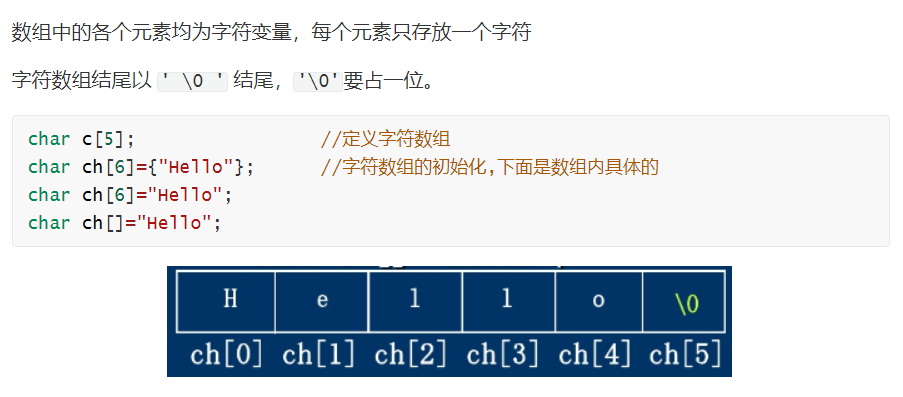 数组中的各个元素均为字符变量，每个元素只存放一个字符
字符数组结尾以 ' \0 ' 结尾，'\0'要占一位。
char c[5]; //定义字符数组
char ch[6]={"Hello"}; //字符数组的初始化,下面是数组内具体的
char ch[6]="Hello";
char ch[]="Hello";
H e l l o \0
ch[0] ch[1] ch[2] ch[3] ch[4] ch[5]